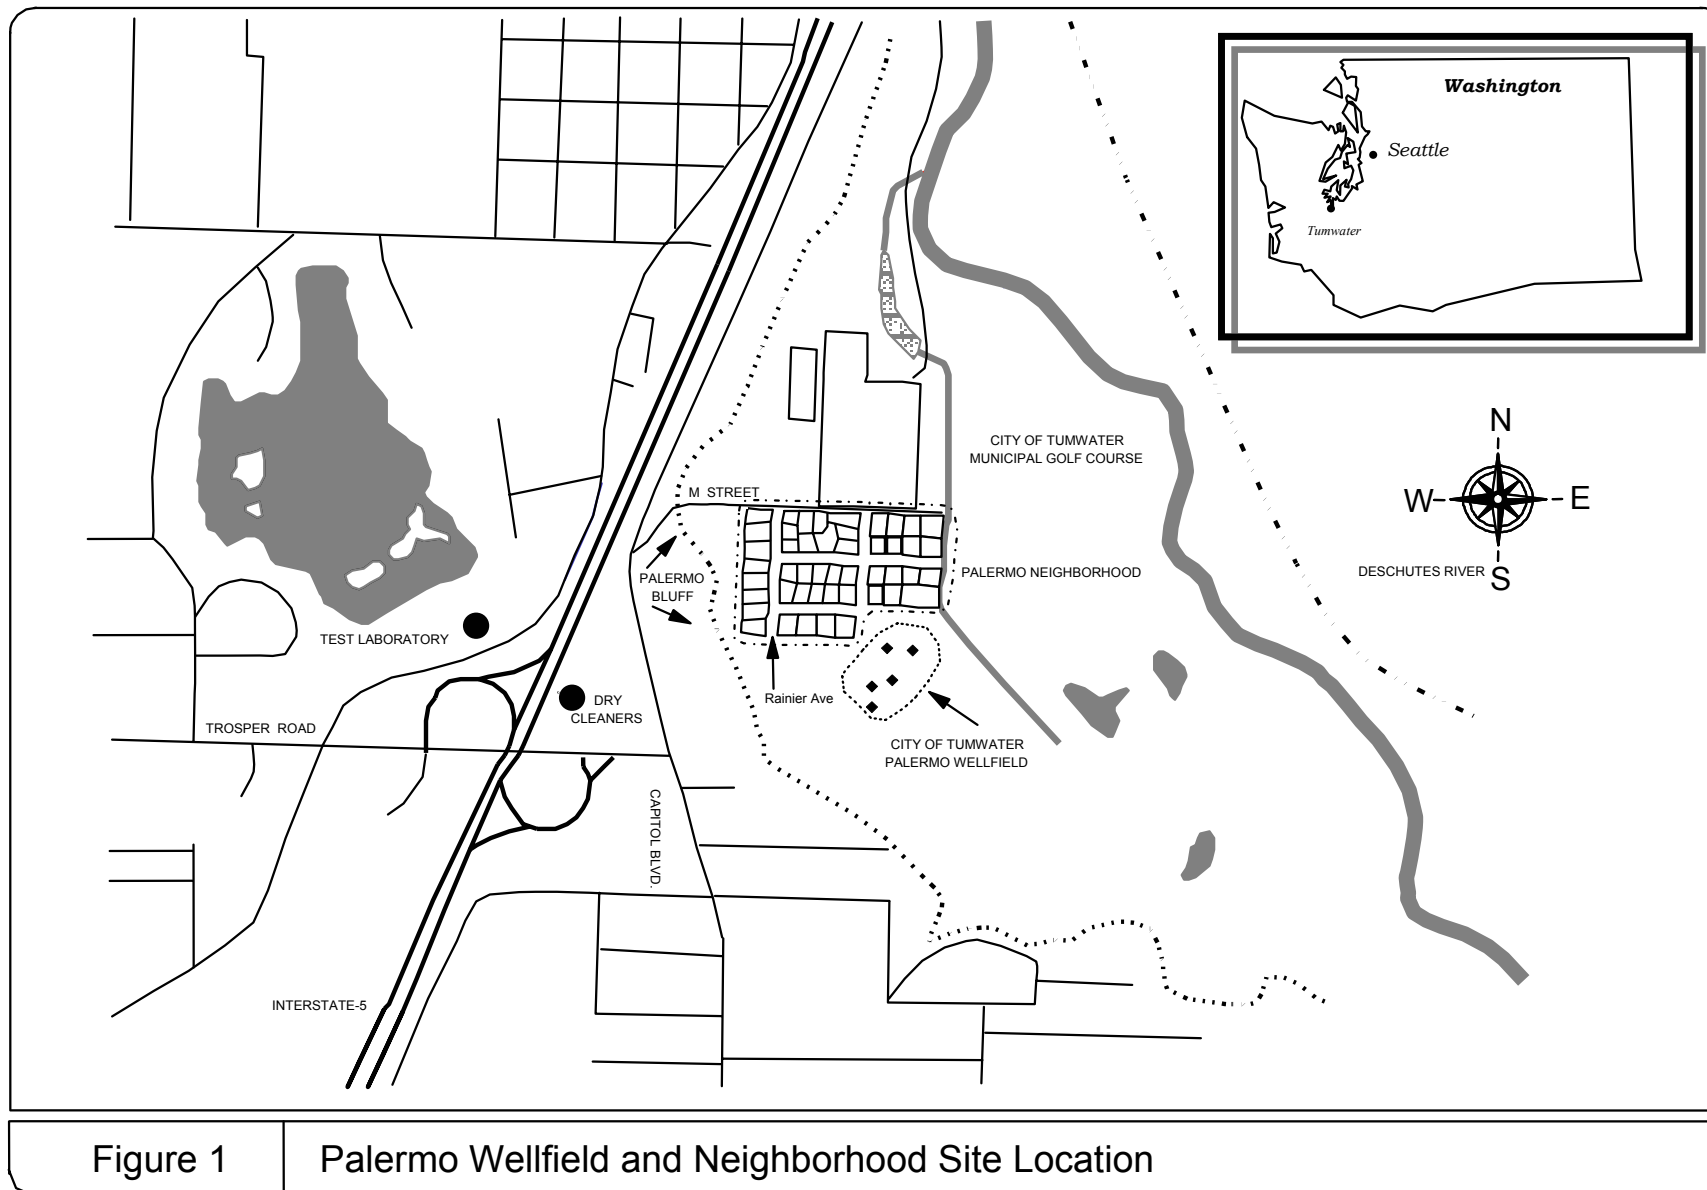 Washington
Seattle
Tumwater
N
W
E
S
CITY OF TUMWATER
MUNICIPAL GOLF COURSE
M STREET
PALERMO
BLUFF
PALERMO NEIGHBORHOOD
DESCHUTES RIVER
TEST LABORATORY
DRY
CLEANERS
Rainier Ave
TROSPER ROAD
CITY OF TUMWATER
PALERMO WELLFIELD
CAPITOL BLVD.
INTERSTATE-5
Figure 1
Palermo Wellfield and Neighborhood Site Location